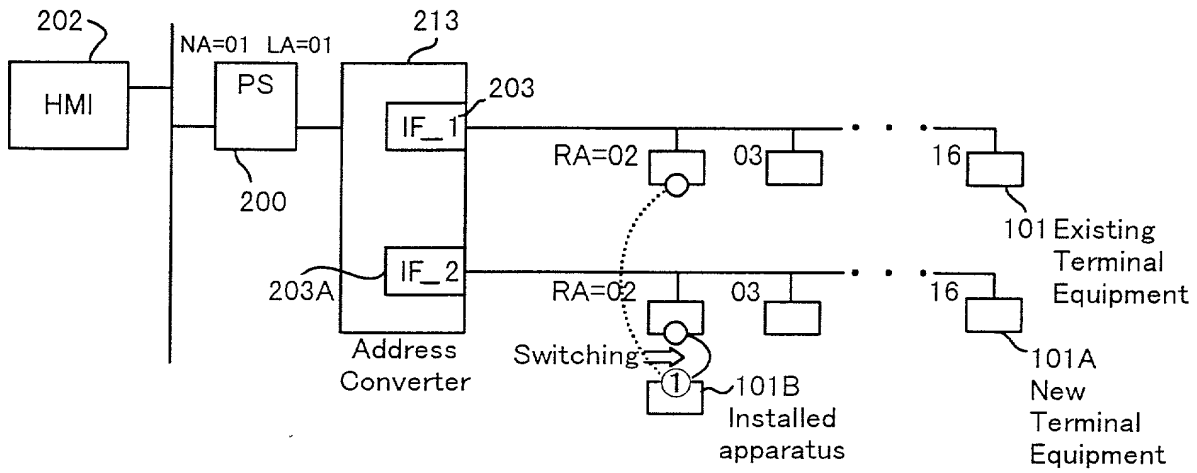 202
HMI
NA=01 LA=01
PS
200
213
IF_1
203
RA=02
03
16
101 Existing
Terminal
Equipment
IF_2
203A
RA=02
03
16
Address
Converter
Switching
1
101B
Installed
apparatus
101A
New
Terminal
Equipment